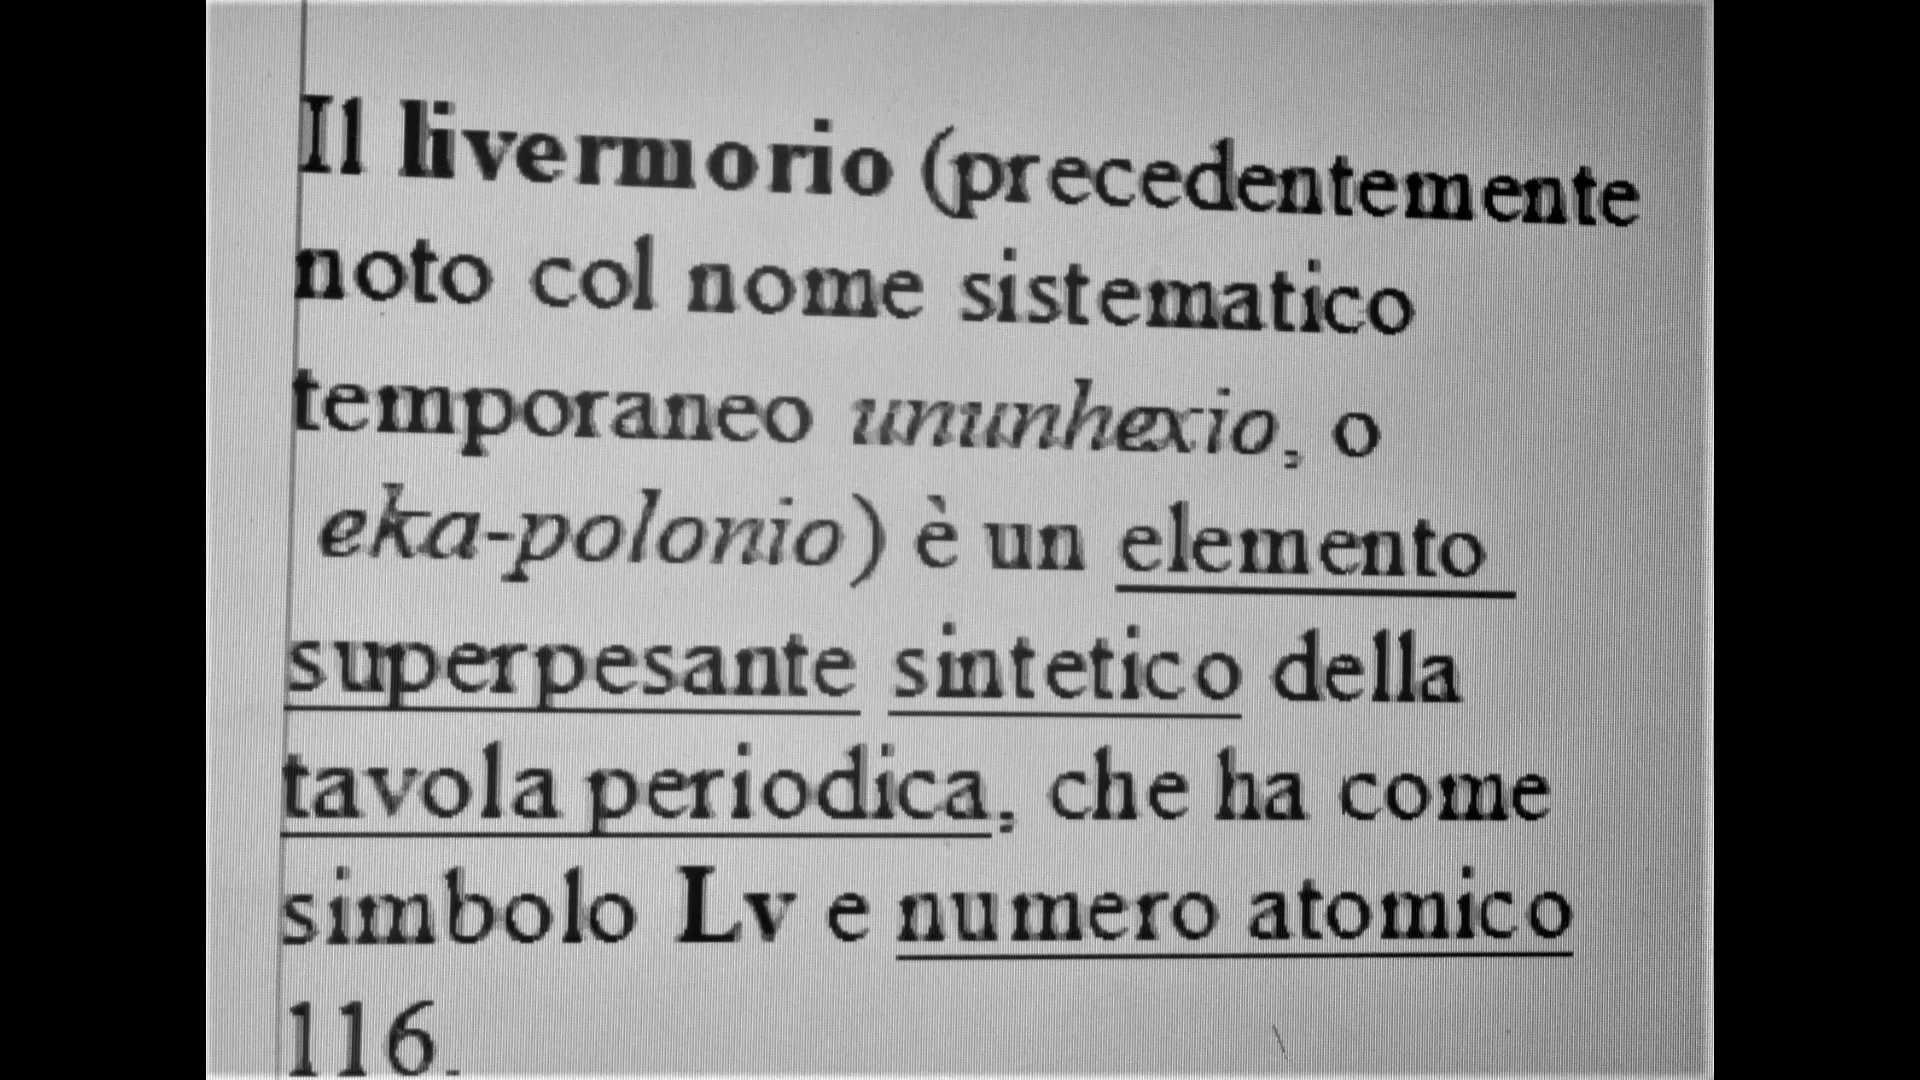 Il livermorio (precedentemente
noto col nome sistematico
temporaneo ununhexio, o
eka-polonio) è un elemento
superpesante sintetico della
tavola periodica, che ha come
simbolo Lv e numero atomico
116.